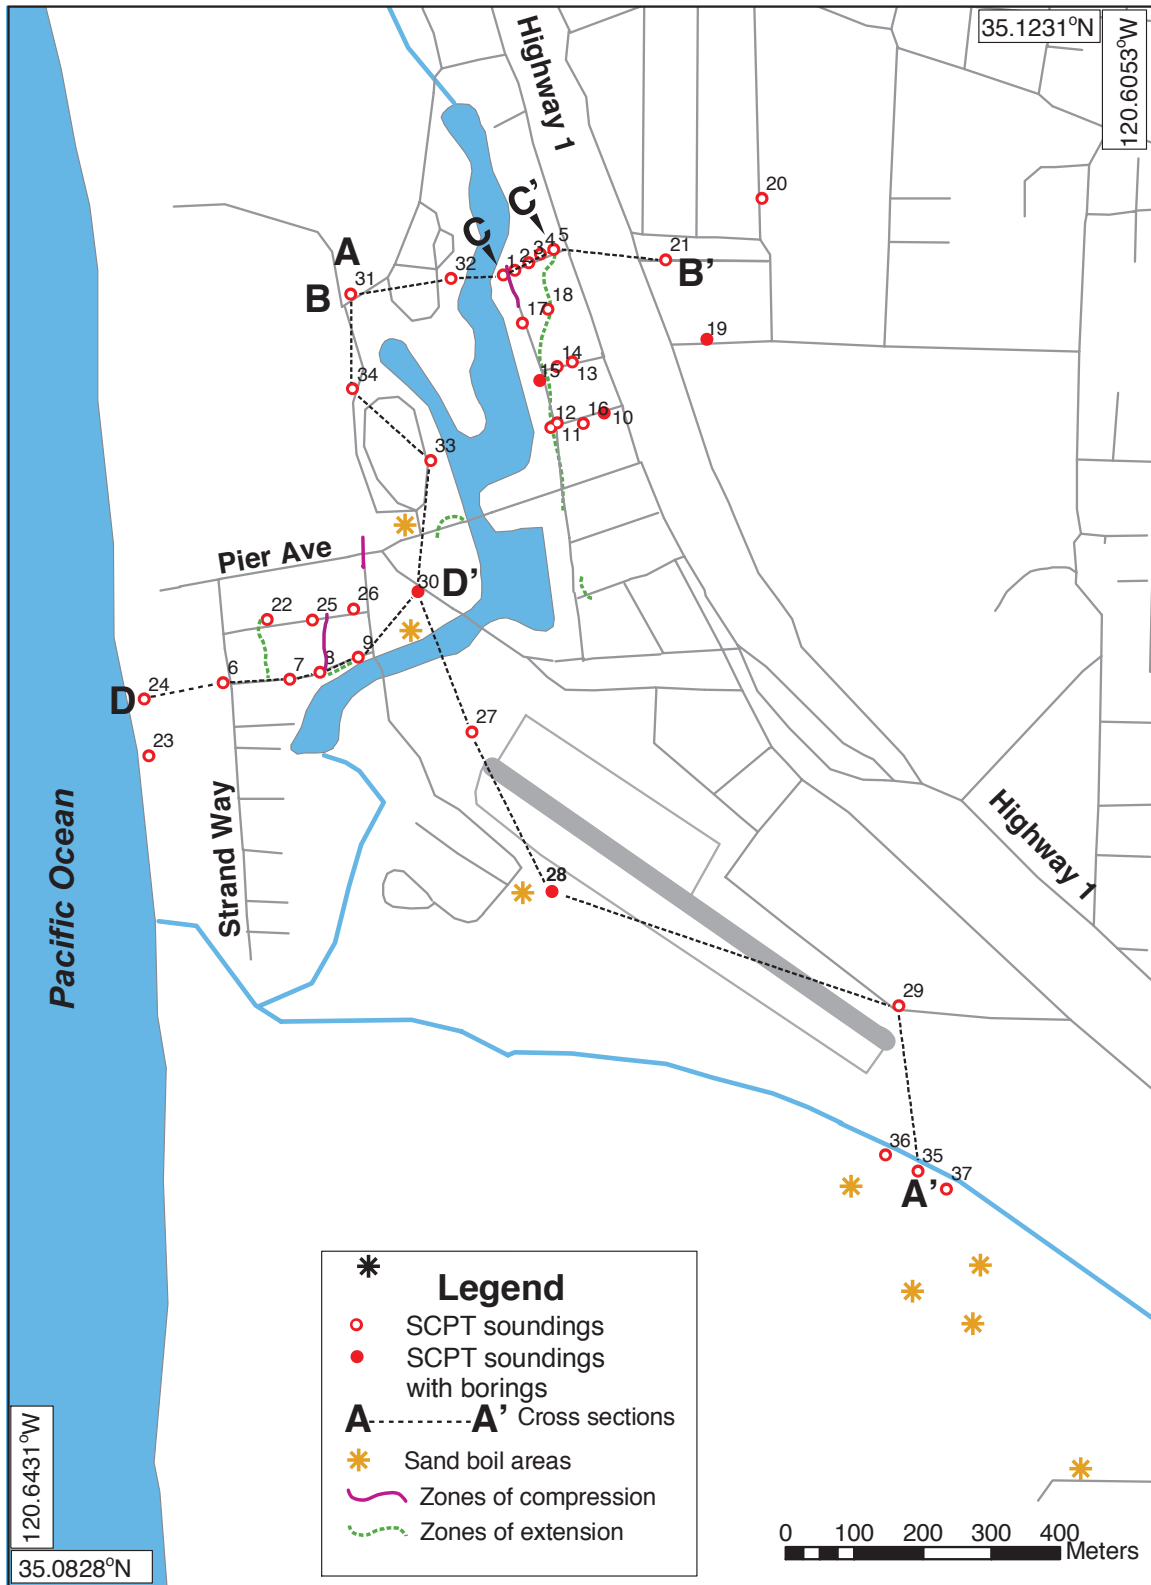 35.1231°N
120.6053°W
Highway 1
20
C'
C
1
2
3
4
5
21
B'
A
31
B
32
17
18
19
14
13
15
34
12
16
10
11
33
Pier Ave
30
D'
22
25
26
9
8
7
6
24
D
23
27
Strand Way
Pacific Ocean
28
Highway 1
29
36
35
A'
37
Legend
SCPT soundings
SCPT soundings
with borings
A A' Cross sections
Sand boil areas
Zones of compression
Zones of extension
0 100 200 300 400
Meters
120.6431°W
35.0828°N